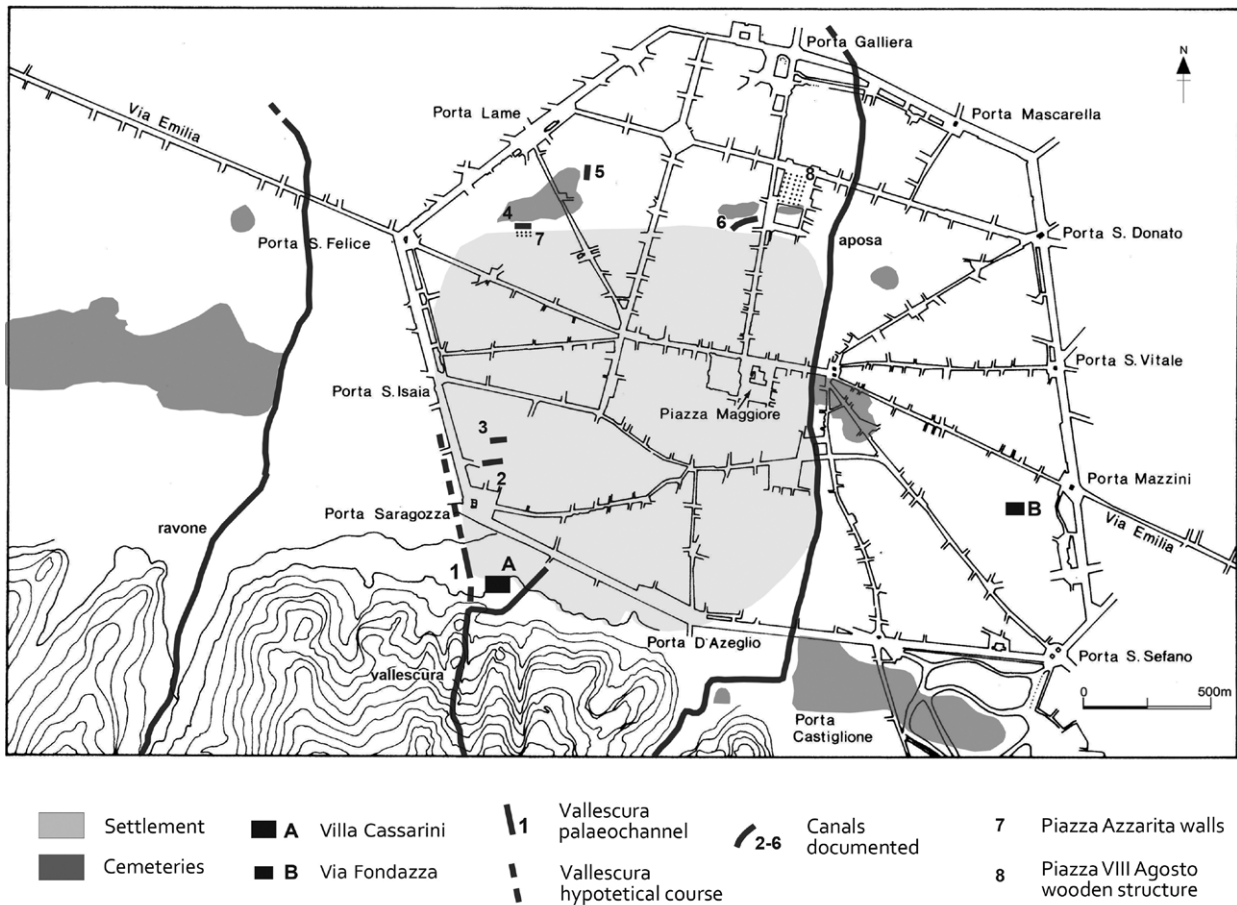 Porta Galliera
N
Via Emilia
Porta Lame
Porta Mascarella
5
8
4
7
6
aposa
Porta S. Felice
Porta S. Donato
Porta S. Vitale
Porta S. Isaia
Piazza Maggiore
3
2
Porta Mazzini
B
B
Via Emilia
Porta Saragozza
ravone
1
A
Porta D'Azeglio
Porta S. Sefano
vallescura
0 500m
Porta
Castiglione
Settlement
Cemeteries
A Villa Cassarini
B Via Fondazza
1 Vallescura
palaeochannel
Vallescura
hypotetical course
2-6 Canals
documented
7 Piazza Azzarita walls
8 Piazza VIII Agosto
wooden structure